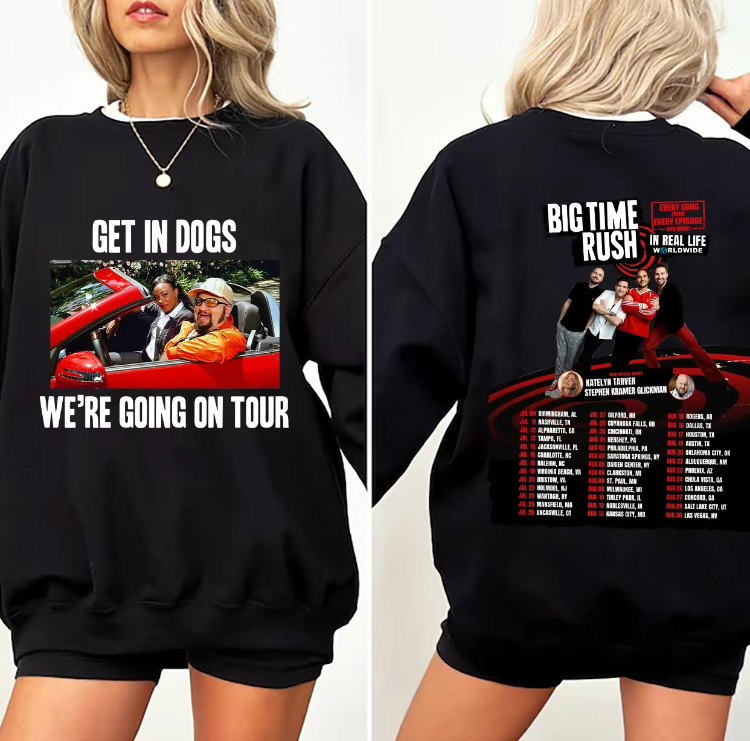 GET IN DOGS
WE'RE GOING ON TOUR
BIG TIME
RUSH
EVERY SONG
FROM
EVERY EPISODE
AND MORE!
IN REAL LIFE
WORLDWIDE
WITH SPECIAL GUESTS
KATELYN TARVER
STEPHEN KRAMER GLICKMAN
BIRMINGHAM, AL
NASHVILLE, TN
ALPHARETTA, GA
TAMPA, FL
JACKSONVILLE, FL
CHARLOTTE, NC
RALEIGH, NC
VIRGINIA BEACH, VA
BRISTOW, VA
HOLMDEL, NJ
WANTAGH, NY
MANSFIELD, MA
UNCASVILLE, CT
GILFORD, NH
CUYAHOGA FALLS, OH
CINCINNATI, OH
HERSHEY, PA
PHILADELPHIA, PA
SARATOGA SPRINGS, NY
DARIEN CENTER, NY
CLARKSTON, MI
ST. PAUL, MN
MILWAUKEE, WI
TINLEY PARK, IL
NOBLESVILLE, IN
KANSAS CITY, MO
ROGERS, AR
DALLAS, TX
HOUSTON, TX
AUSTIN, TX
OKLAHOMA CITY, OK
ALBUQUERQUE, NM
PHOENIX, AZ
CHULA VISTA, CA
LOS ANGELES, CA
CONCORD, CA
SALT LAKE CITY, UT
LAS VEGAS, NV